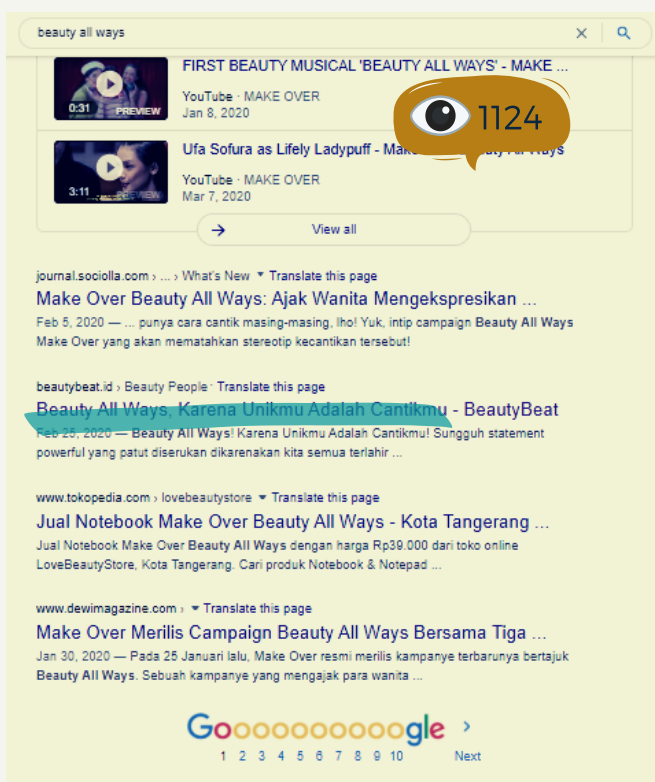 beauty all ways
FIRST BEAUTY MUSICAL 'BEAUTY ALL WAYS' - MAKE ...
0:31
PREVIEW
YouTube · MAKE OVER
Jan 8, 2020
1124
Ufa Sofura as Lifely Ladypuff - Ways
3:11
PREVIEW
YouTube · MAKE OVER
Mar 7, 2020
→ View all
journal.sociolla.com › ... › What's New ▼ Translate this page
Make Over Beauty All Ways: Ajak Wanita Mengekspresikan ...
Feb 5, 2020 — ... punya cara cantik masing-masing, lho! Yuk, intip campaign Beauty All Ways
Make Over yang akan mematahkan stereotip kecantikan tersebut!
beautybeat.id › Beauty People · Translate this page
Beauty All Ways, Karena Unikmu Adalah Cantikmu - BeautyBeat
Feb 25, 2020 — Beauty All Ways! Karena Unikmu Adalah Cantikmu! Sungguh statement
powerful yang patut diserukan dikarenakan kita semua terlahir ...
www.tokopedia.com › lovebeautystore ▼ Translate this page
Jual Notebook Make Over Beauty All Ways - Kota Tangerang ...
Jual Notebook Make Over Beauty All Ways dengan harga Rp39.000 dari toko online
LoveBeautyStore, Kota Tangerang. Cari produk Notebook & Notepad ...
www.dewimagazine.com › ▼ Translate this page
Make Over Merilis Campaign Beauty All Ways Bersama Tiga ...
Jan 30, 2020 — Pada 25 Januari lalu, Make Over resmi merilis kampanye terbarunya bertajuk
Beauty All Ways. Sebuah kampanye yang mengajak para wanita ...
Goooooooooogle >
1 2 3 4 5 6 7 8 9 10 Next